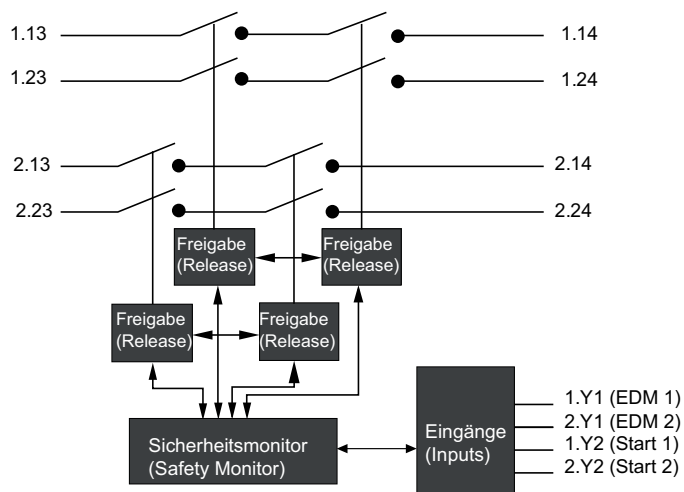 1.13
1.14
1.23
1.24
2.13
2.14
2.23
2.24
Freigabe
(Release)
Freigabe
(Release)
Freigabe
(Release)
Freigabe
(Release)
Sicherheitsmonitor
(Safety Monitor)
Eingänge
(Inputs)
1.Y1 (EDM 1)
2.Y1 (EDM 2)
1.Y2 (Start 1)
2.Y2 (Start 2)